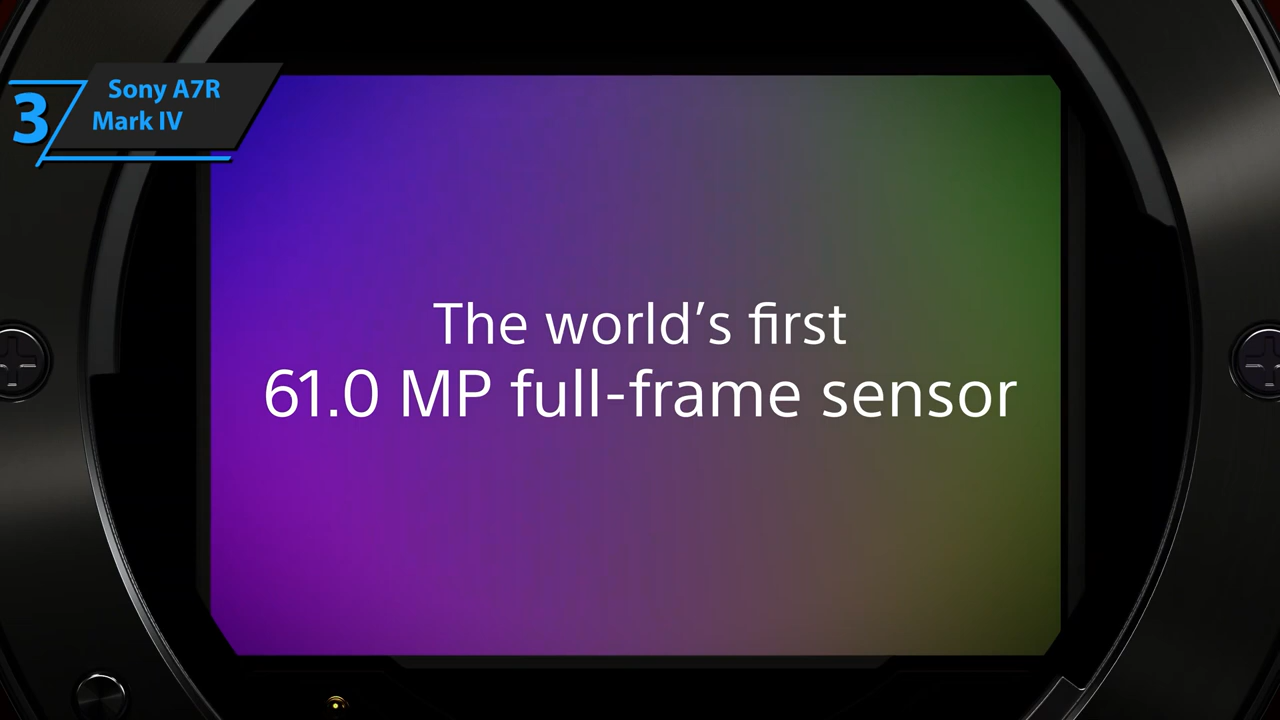 3
Sony A7R
Mark IV
The world's first
61.0 MP full-frame sensor